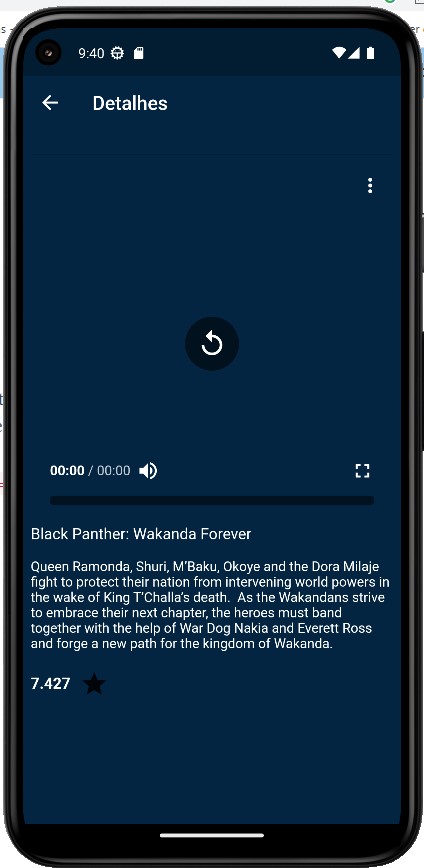 9:40
Detalhes
00:00 / 00:00
Black Panther: Wakanda Forever
Queen Ramonda, Shuri, M'Baku, Okoye and the Dora Milaje
fight to protect their nation from intervening world powers in
the wake of King T'Challa's death.  As the Wakandans strive
to embrace their next chapter, the heroes must band
together with the help of War Dog Nakia and Everett Ross
and forge a new path for the kingdom of Wakanda.
7.427